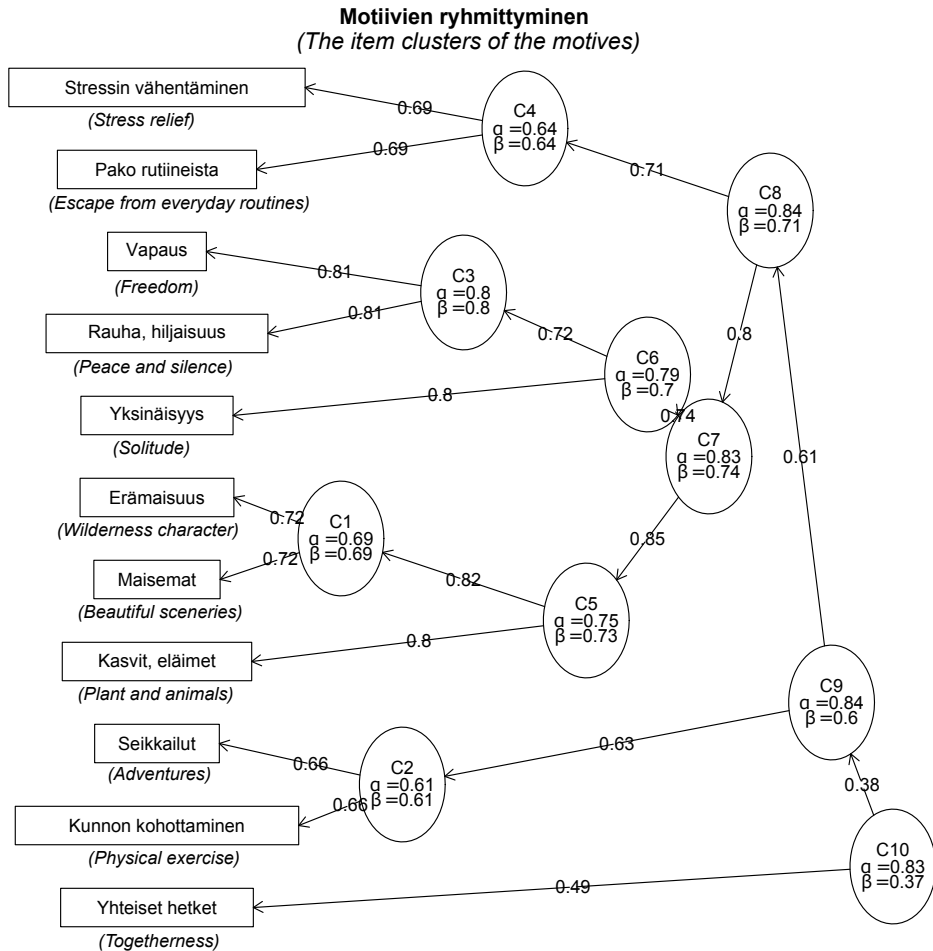 Motiivien ryhmittyminen
(The item clusters of the motives)
Stressin vähentäminen
(Stress relief)
0.69
C4
α =0.64
β =0.64
Pako rutiineista
(Escape from everyday routines)
0.69
0.71
C8
α =0.84
β =0.71
Vapaus
(Freedom)
0.81
C3
α =0.8
β =0.8
Rauha, hiljaisuus
(Peace and silence)
0.81
0.72
0.8
C6
α =0.79
β =0.7
Yksinäisyys
(Solitude)
0.8
0.74
C7
α =0.83
β =0.74
0.61
Erämaisuus
(Wilderness character)
0.72
C1
α =0.69
β =0.69
0.85
Maisemat
(Beautiful sceneries)
0.72
0.82
C5
α =0.75
β =0.73
Kasvit, eläimet
(Plant and animals)
0.8
C9
α =0.84
β =0.6
Seikkailut
(Adventures)
0.66
0.63
C2
α =0.61
β =0.61
0.38
Kunnon kohottaminen
(Physical exercise)
0.66
C10
α =0.83
β =0.37
Yhteiset hetket
(Togetherness)
0.49